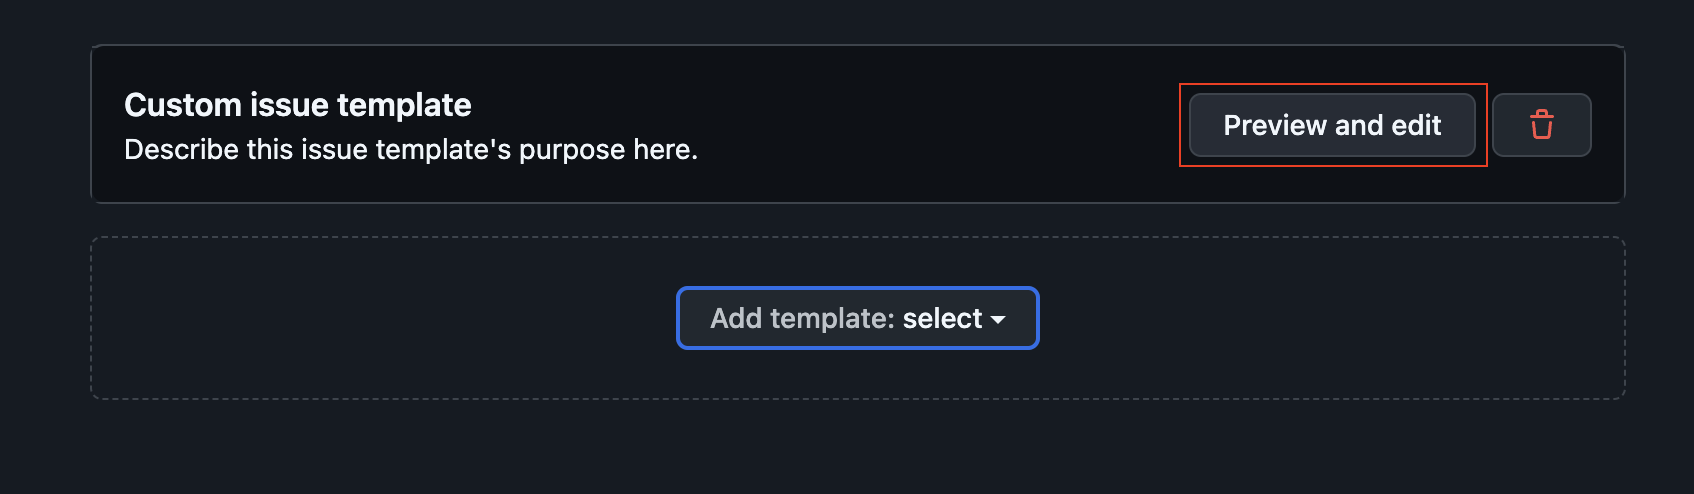 Custom issue template
Describe this issue template's purpose here.
Preview and edit
Add template: select